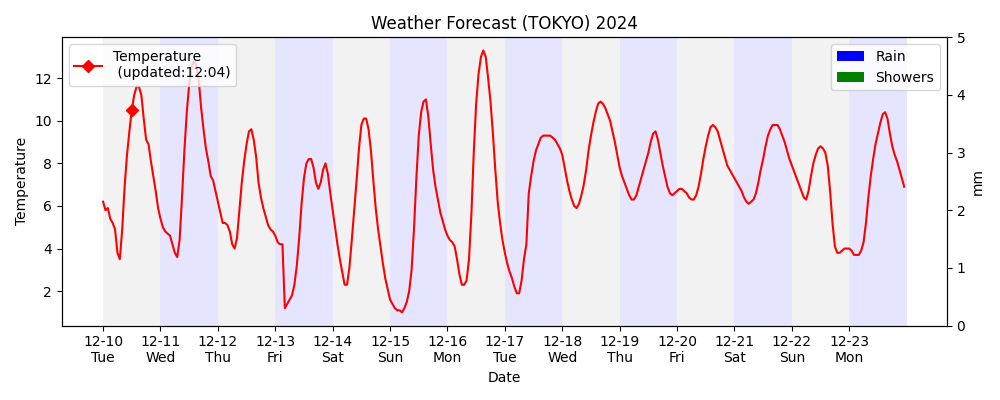 Weather Forecast (TOKYO) 2024
Temperature
(updated:12:04)
Rain
Showers
Temperature
12
10
8
6
4
2
5
4
3
2
1
0
mm
12-10 12-11 12-12 12-13 12-14 12-15 12-16 12-17 12-18 12-19 12-20 12-21 12-22 12-23
Tue Wed Thu Fri Sat Sun Mon Tue Wed Thu Fri Sat Sun Mon
Date